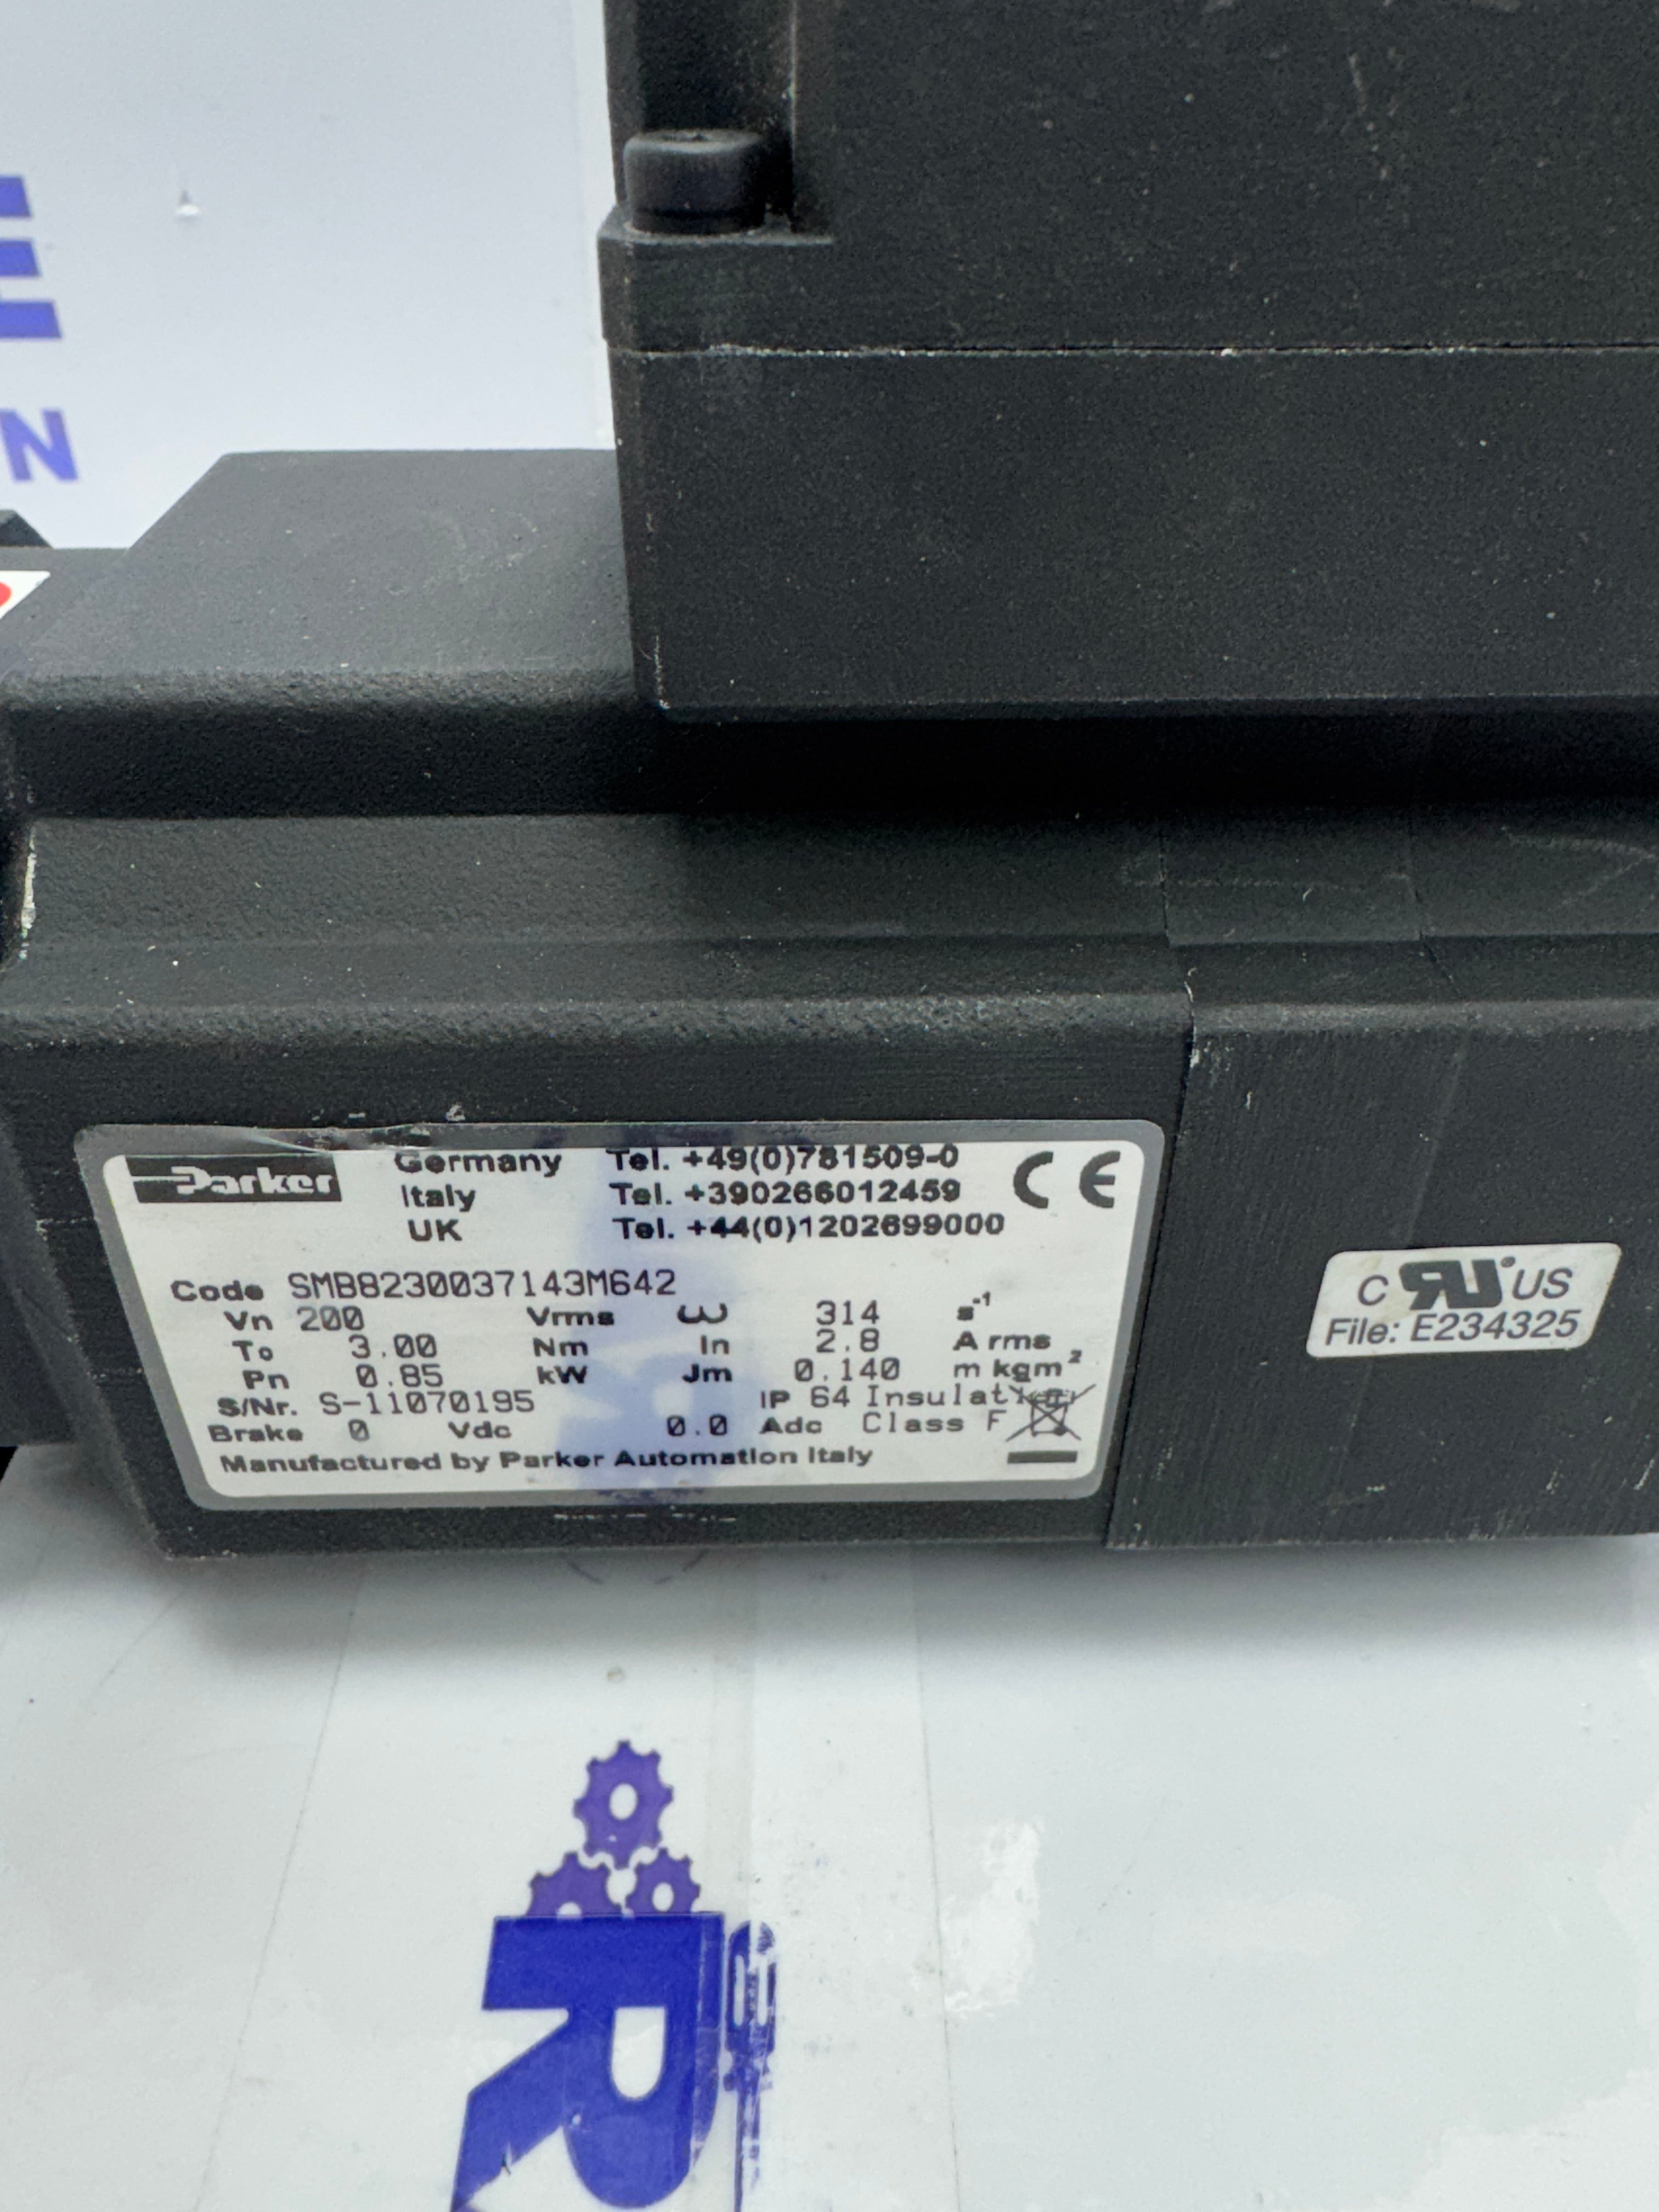 E
N
Parker
Germany Tel. +49(0)781509-0
Italy Tel. +390266012459
UK Tel. +44(0)1202699000
CE
Code SMB8230037143M642
Vn 200 Vrms ω 314 s⁻¹
To 3.00 Nm In 2.8 A rms
Pn 0.85 kW Jm 0.140 m kgm²
S/Nr. S-11070195 IP 64 Insulation
Brake 0 Vdc 0.0 Adc Class F
Manufactured by Parker Automation Italy
C RU US
File: E234325
R